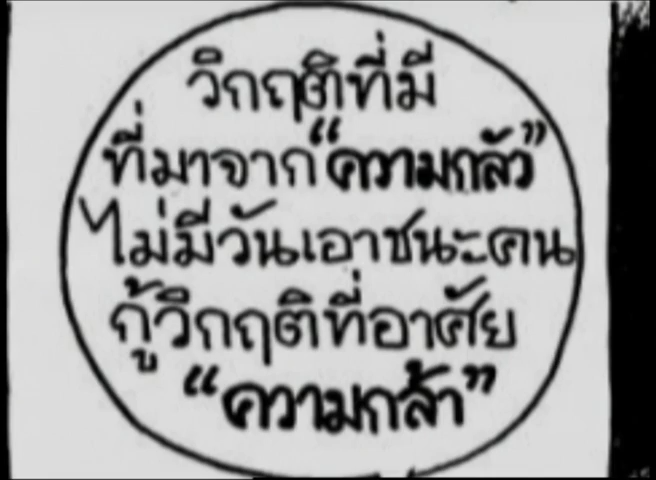 วิกฤติที่มี
ที่มาจาก“ความกลัว”
ไม่มีวันเอาชนะคน
กู้วิกฤติที่อาศัย
“ความกล้า”